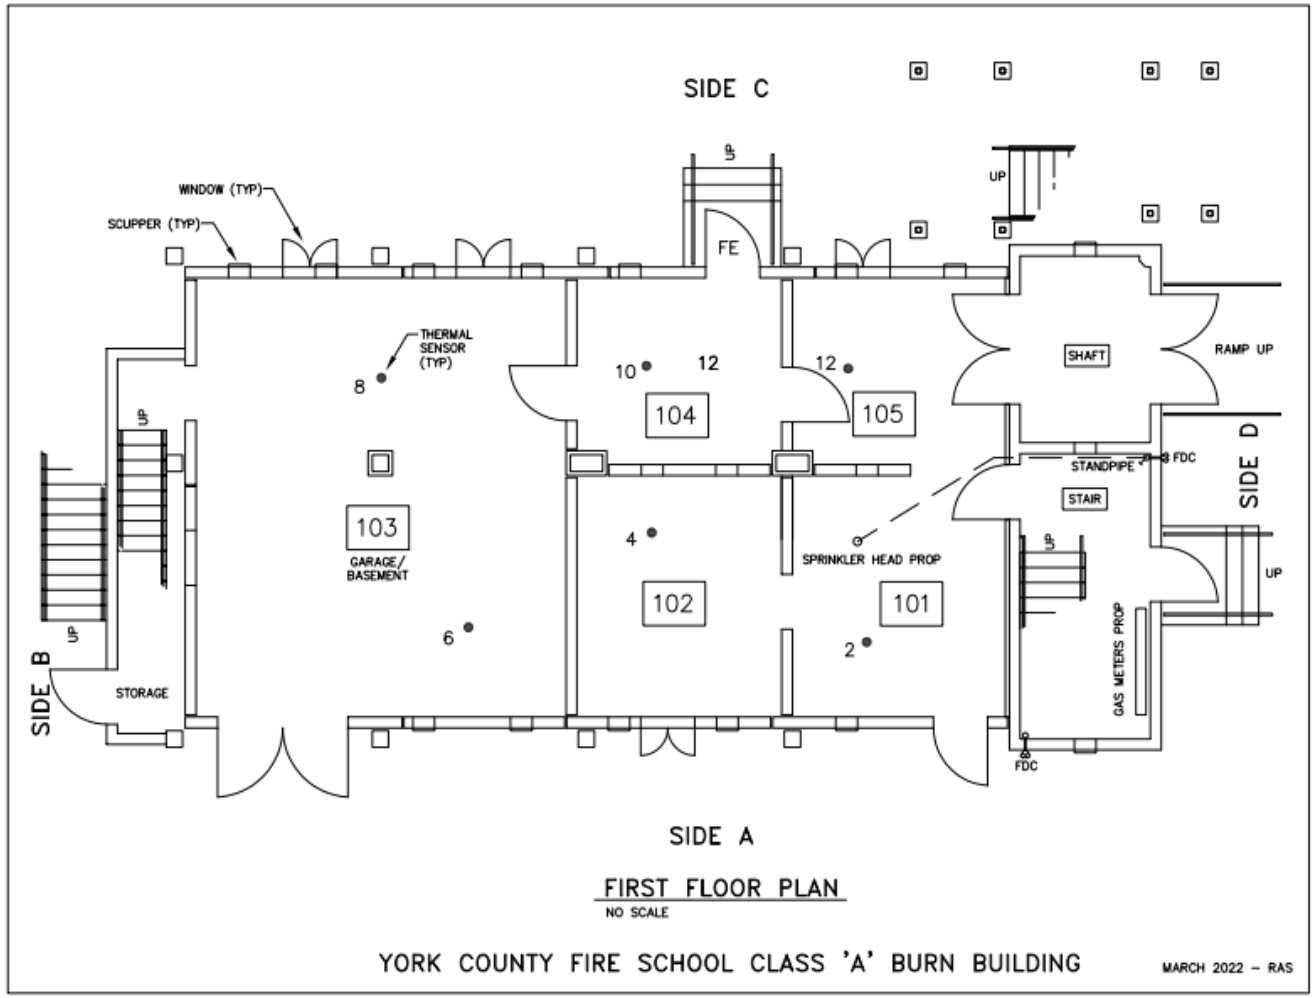 SIDE C
UP
UP
WINDOW (TYP)
SCUPPER (TYP)
FE
THERMAL
SENSOR
(TYP)
8
10
12
12
SHAFT
RAMP UP
104
105
UP
SIDE D
STANDPIPE
FDC
STAIR
103
GARAGE/
BASEMENT
4
SPRINKLER HEAD PROP
UP
UP
102
101
6
2
UP
GAS METERS PROP
SIDE B
STORAGE
FDC
SIDE A
FIRST FLOOR PLAN
NO SCALE
YORK COUNTY FIRE SCHOOL CLASS 'A' BURN BUILDING
MARCH 2022 - RAS